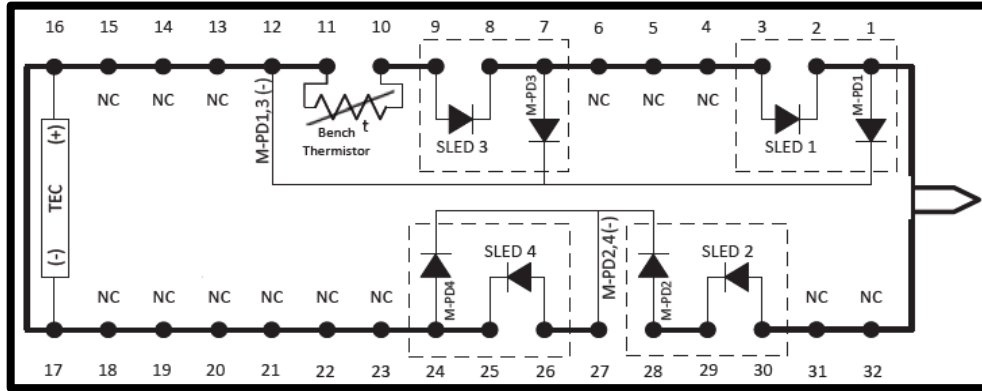 16 15 14 13 12 11 10 9 8 7 6 5 4 3 2 1
NC NC NC NC NC NC
M-PD1,3 (-)
t
Bench
Thermistor
SLED 3
M-PD3
SLED 1
M-PD1
(+)
TEC
(-)
M-PD4
SLED 4
M-PD2,4 (-)
M-PD2
SLED 2
NC NC NC NC NC NC NC NC
17 18 19 20 21 22 23 24 25 26 27 28 29 30 31 32